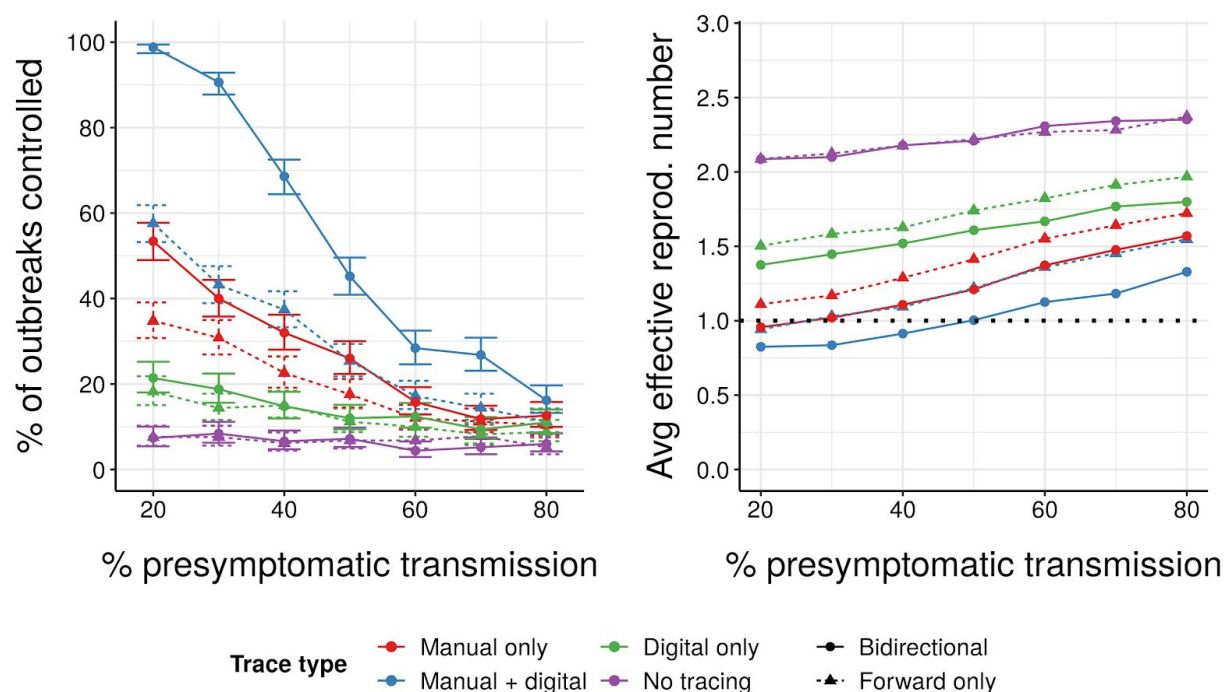 % of outbreaks controlled
100
80
60
40
20
0
20 40 60 80
% presymptomatic transmission
Avg effective reprod. number
3.0
2.5
2.0
1.5
1.0
0.5
0.0
20 40 60 80
% presymptomatic transmission
Trace type
Manual only Digital only Bidirectional
Manual + digital No tracing Forward only